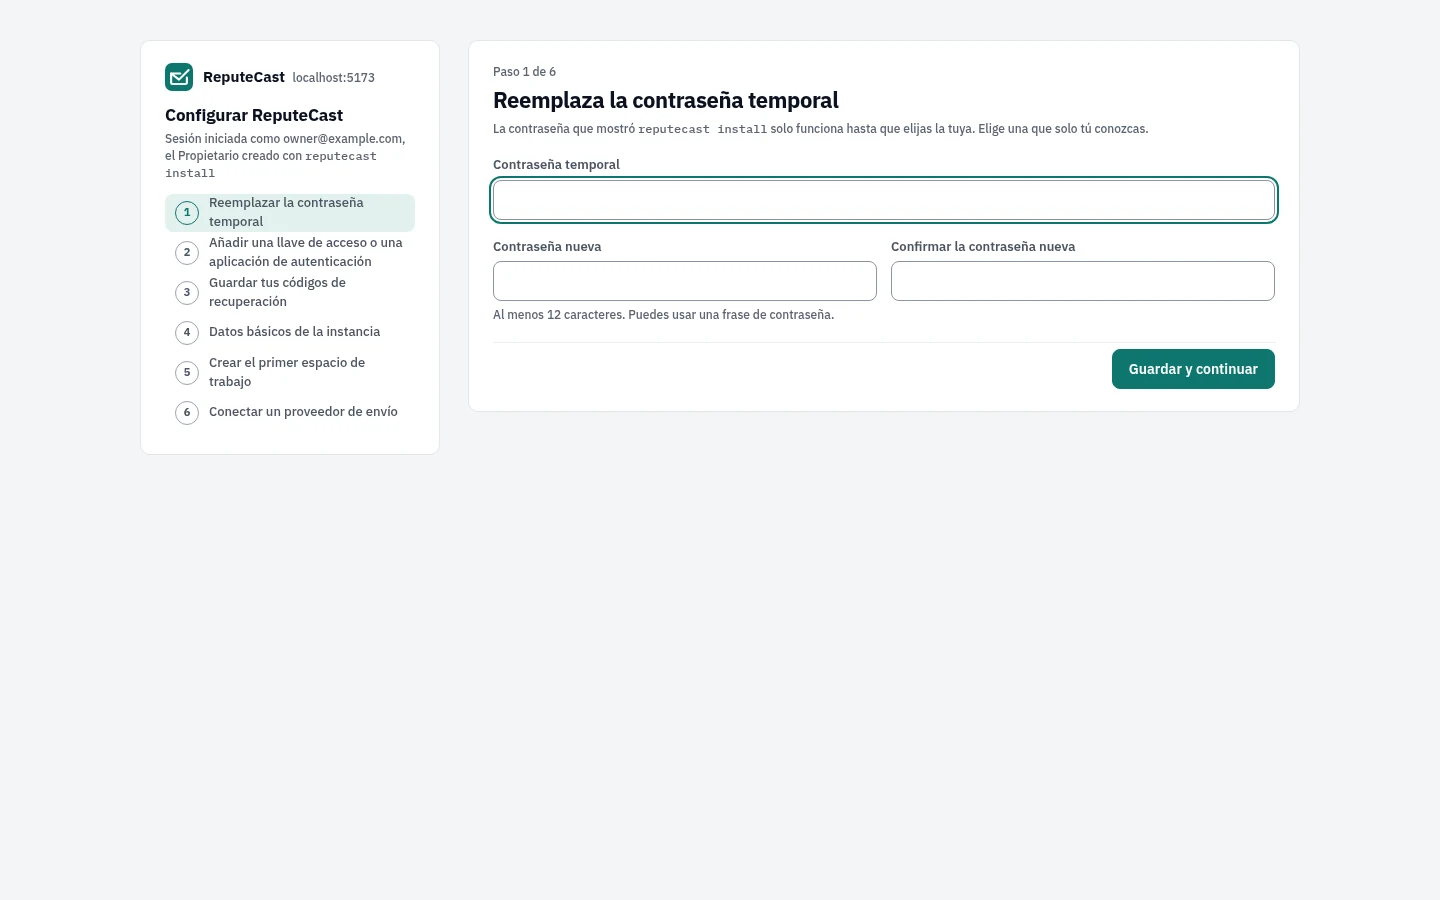 ReputeCast localhost:5173
Configurar ReputeCast
Sesión iniciada como owner@example.com,
el Propietario creado con reputecast
install
1 Reemplazar la contraseña
temporal
2 Añadir una llave de acceso o una
aplicación de autenticación
3 Guardar tus códigos de
recuperación
4 Datos básicos de la instancia
5 Crear el primer espacio de
trabajo
6 Conectar un proveedor de envío
Paso 1 de 6
Reemplaza la contraseña temporal
La contraseña que mostró reputecast install solo funciona hasta que elijas la tuya. Elige una que solo tú conozcas.
Contraseña temporal
Contraseña nueva
Confirmar la contraseña nueva
Al menos 12 caracteres. Puedes usar una frase de contraseña.
Guardar y continuar